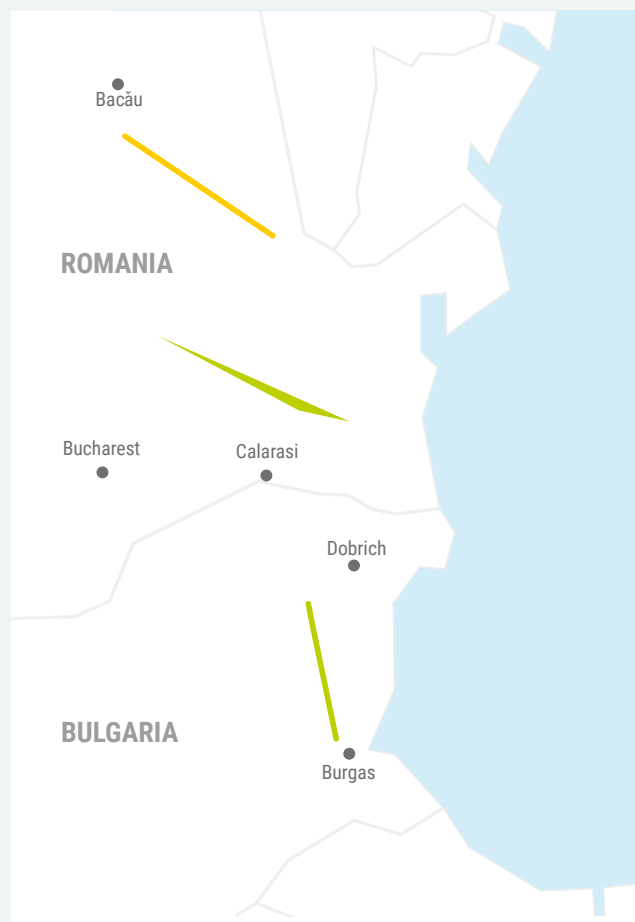 Bacău
ROMANIA
Bucharest
Calarasi
Dobrich
BULGARIA
Burgas